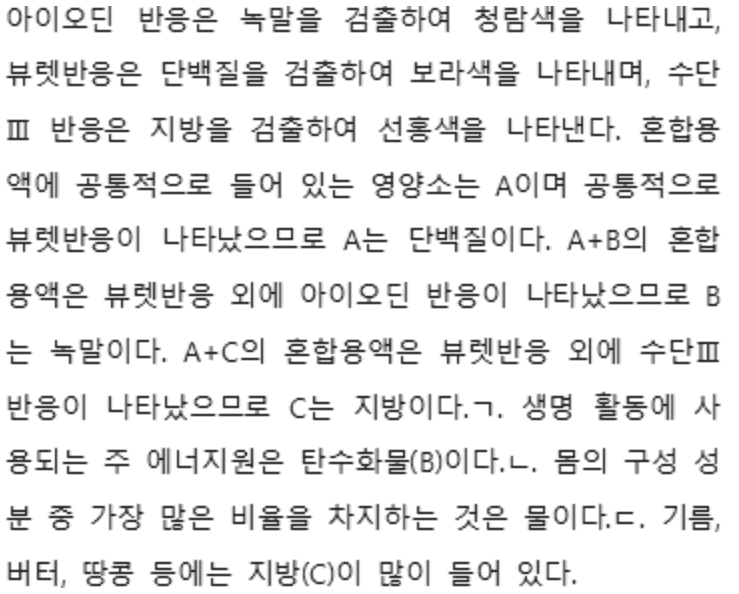 아이오딘 반응은 녹말을 검출하여 청람색을 나타내고,
뷰렛반응은 단백질을 검출하여 보라색을 나타내며, 수단
Ⅲ 반응은 지방을 검출하여 선홍색을 나타낸다. 혼합용
액에 공통적으로 들어 있는 영양소는 A이며 공통적으로
뷰렛반응이 나타났으므로 A는 단백질이다. A+B의 혼합
용액은 뷰렛반응 외에 아이오딘 반응이 나타났으므로 B
는 녹말이다. A+C의 혼합용액은 뷰렛반응 외에 수단Ⅲ
반응이 나타났으므로 C는 지방이다.ㄱ. 생명 활동에 사
용되는 주 에너지원은 탄수화물(B)이다.ㄴ. 몸의 구성 성
분 중 가장 많은 비율을 차지하는 것은 물이다.ㄷ. 기름,
버터, 땅콩 등에는 지방(C)이 많이 들어 있다.